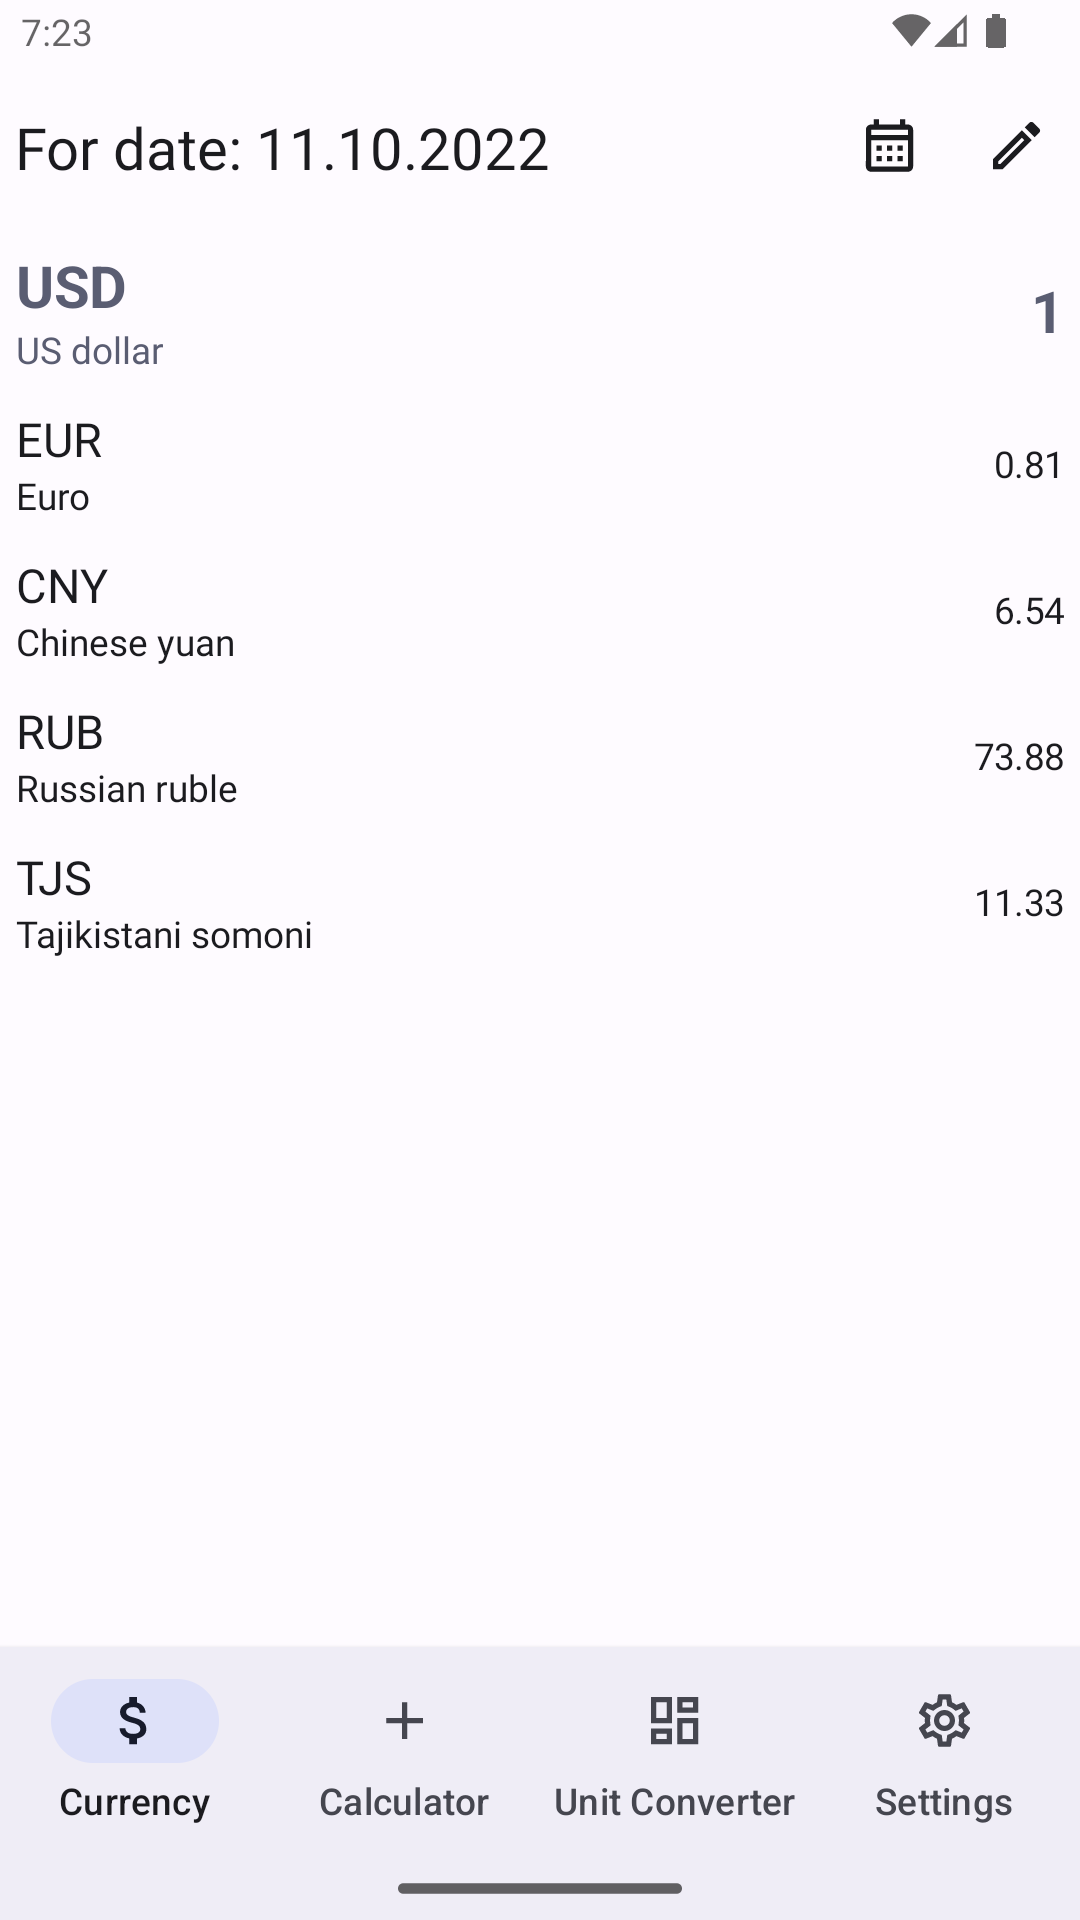 7:23
For date: 11.10.2022
USD
US dollar
1
EUR
Euro
0.81
CNY
Chinese yuan
6.54
RUB
Russian ruble
73.88
TJS
Tajikistani somoni
11.33
Currency
Calculator
Unit Converter
Settings